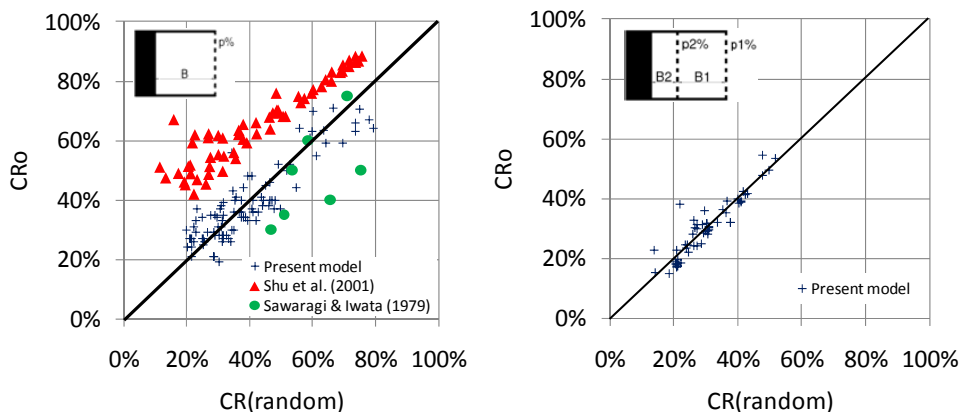 100%
80%
60%
40%
20%
0%
CRo
p%
B
Present model
Shu et al. (2001)
Sawaragi & Iwata (1979)
0% 20% 40% 60% 80% 100%
CR(random)
100%
80%
60%
40%
20%
0%
CRo
p2% p1%
B2 B1
Present model
0% 20% 40% 60% 80% 100%
CR(random)